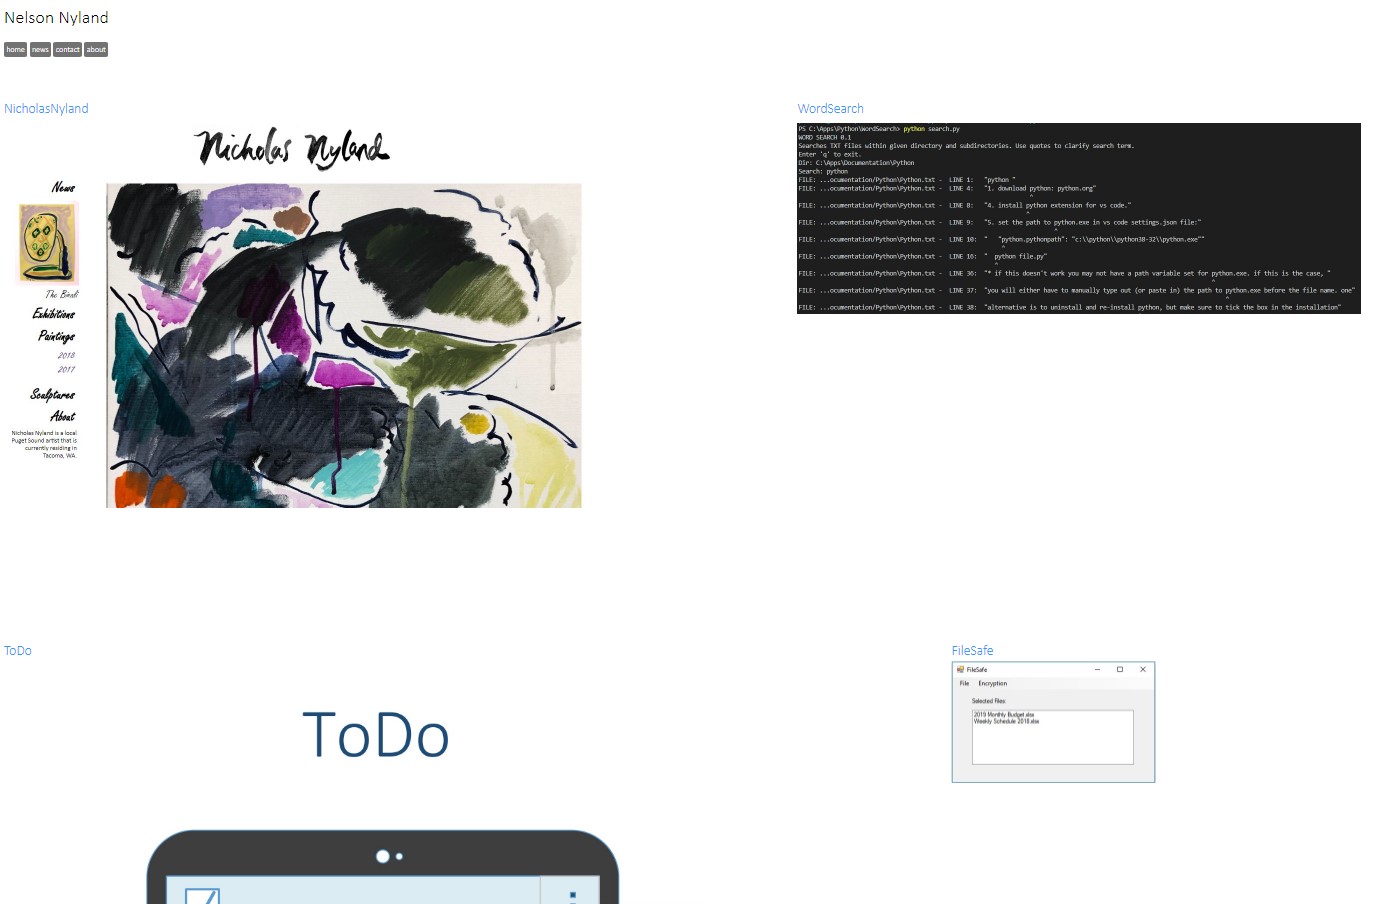 Nelson Nyland
home news contact about
NicholasNyland
Nicholas Nyland
News
The Bindi
Exhibitions
Paintings
2018
2017
Sculptures
About
Nicholas Nyland is a local
Puget Sound artist that is
currently residing in
Tacoma, WA.
WordSearch
PS C:\Apps\Python\WordSearch> python search.py
WORD SEARCH 0.1
Searches TXT files within given directory and subdirectories. Use quotes to clarify search term.
Enter 'q' to exit.
Dir: C:\Apps\Documentation\Python
Search: python
FILE: ...ocumentation/Python\Python.txt - LINE 1: "python "
FILE: ...ocumentation/Python\Python.txt - LINE 4: "1. download python: python.org"
^
FILE: ...ocumentation/Python\Python.txt - LINE 8: "4. install python extension for vs code."
^
FILE: ...ocumentation/Python\Python.txt - LINE 9: "5. set the path to python.exe in vs code settings.json file:"
^
FILE: ...ocumentation/Python\Python.txt - LINE 10: " "python.pythonpath": "c:\\python\\python38-32\\python.exe""
^
FILE: ...ocumentation/Python\Python.txt - LINE 16: " python file.py"
^
FILE: ...ocumentation/Python\Python.txt - LINE 36: "* if this doesn't work you may not have a path variable set for python.exe. if this is the case, "
^
FILE: ...ocumentation/Python\Python.txt - LINE 37: "you will either have to manually type out (or paste in) the path to python.exe before the file name. one"
^
FILE: ...ocumentation/Python\Python.txt - LINE 38: "alternative is to uninstall and re-install python, but make sure to tick the box in the installation"
ToDo
ToDo
FileSafe
FileSafe
File Encryption
Selected Files:
2019 Monthly Budget.xlsx
Weekly Schedule 2018.xlsx